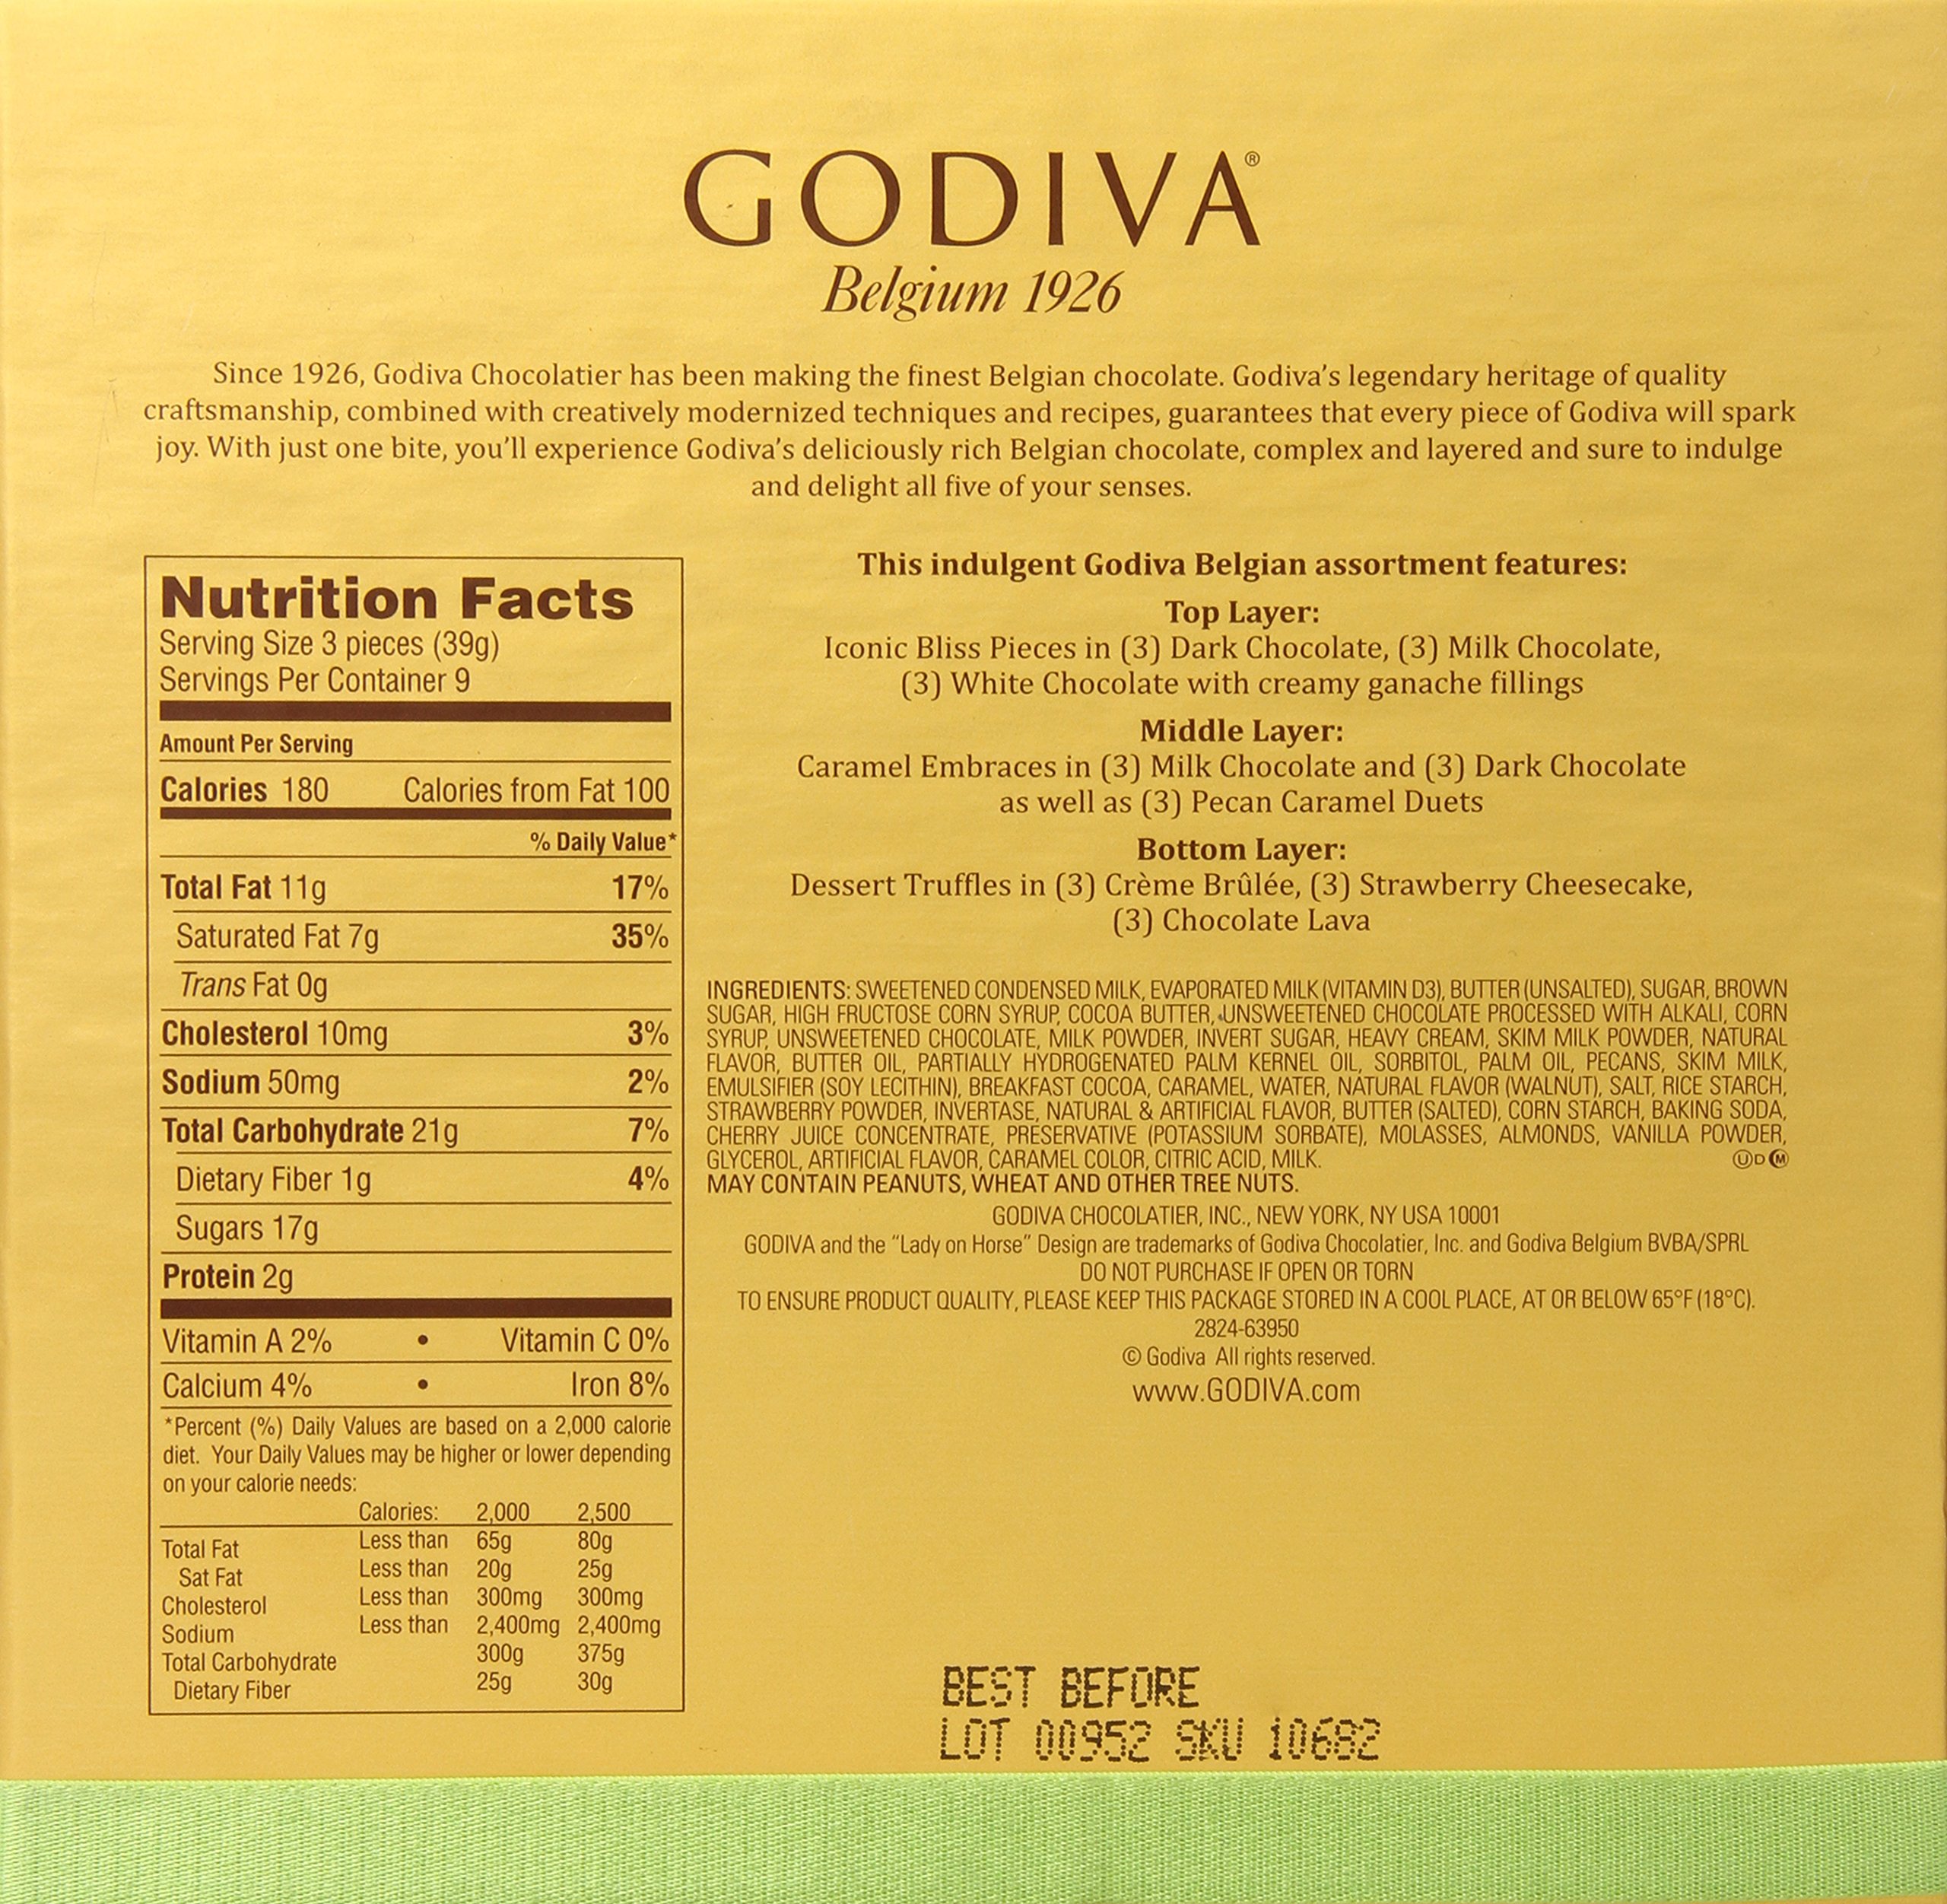 GODIVA®
Belgium 1926
Since 1926, Godiva Chocolatier has been making the finest Belgian chocolate. Godiva's legendary heritage of quality
craftsmanship, combined with creatively modernized techniques and recipes, guarantees that every piece of Godiva will spark
joy. With just one bite, you'll experience Godiva's deliciously rich Belgian chocolate, complex and layered and sure to indulge
and delight all five of your senses.
Nutrition Facts
Serving Size 3 pieces (39g)
Servings Per Container 9
Amount Per Serving
Calories 180 Calories from Fat 100
% Daily Value*
Total Fat 11g 17%
Saturated Fat 7g 35%
Trans Fat 0g
Cholesterol 10mg 3%
Sodium 50mg 2%
Total Carbohydrate 21g 7%
Dietary Fiber 1g 4%
Sugars 17g
Protein 2g
Vitamin A 2% • Vitamin C 0%
Calcium 4% • Iron 8%
*Percent (%) Daily Values are based on a 2,000 calorie
diet. Your Daily Values may be higher or lower depending
on your calorie needs:
Calories: 2,000 2,500
Total Fat Less than 65g 80g
Sat Fat Less than 20g 25g
Cholesterol Less than 300mg 300mg
Sodium Less than 2,400mg 2,400mg
Total Carbohydrate 300g 375g
Dietary Fiber 25g 30g
This indulgent Godiva Belgian assortment features:
Top Layer:
Iconic Bliss Pieces in (3) Dark Chocolate, (3) Milk Chocolate,
(3) White Chocolate with creamy ganache fillings
Middle Layer:
Caramel Embraces in (3) Milk Chocolate and (3) Dark Chocolate
as well as (3) Pecan Caramel Duets
Bottom Layer:
Dessert Truffles in (3) Crème Brûlée, (3) Strawberry Cheesecake,
(3) Chocolate Lava
INGREDIENTS: SWEETENED CONDENSED MILK, EVAPORATED MILK (VITAMIN D3), BUTTER (UNSALTED), SUGAR, BROWN
SUGAR, HIGH FRUCTOSE CORN SYRUP, COCOA BUTTER, UNSWEETENED CHOCOLATE PROCESSED WITH ALKALI, CORN
SYRUP, UNSWEETENED CHOCOLATE, MILK POWDER, INVERT SUGAR, HEAVY CREAM, SKIM MILK POWDER, NATURAL
FLAVOR, BUTTER OIL, PARTIALLY HYDROGENATED PALM KERNEL OIL, SORBITOL, PALM OIL, PECANS, SKIM MILK,
EMULSIFIER (SOY LECITHIN), BREAKFAST COCOA, CARAMEL, WATER, NATURAL FLAVOR (WALNUT), SALT, RICE STARCH,
STRAWBERRY POWDER, INVERTASE, NATURAL & ARTIFICIAL FLAVOR, BUTTER (SALTED), CORN STARCH, BAKING SODA,
CHERRY JUICE CONCENTRATE, PRESERVATIVE (POTASSIUM SORBATE), MOLASSES, ALMONDS, VANILLA POWDER,
GLYCEROL, ARTIFICIAL FLAVOR, CARAMEL COLOR, CITRIC ACID, MILK. ⓊD Ⓜ
MAY CONTAIN PEANUTS, WHEAT AND OTHER TREE NUTS.
GODIVA CHOCOLATIER, INC., NEW YORK, NY USA 10001
GODIVA and the "Lady on Horse" Design are trademarks of Godiva Chocolatier, Inc. and Godiva Belgium BVBA/SPRL
DO NOT PURCHASE IF OPEN OR TORN
TO ENSURE PRODUCT QUALITY, PLEASE KEEP THIS PACKAGE STORED IN A COOL PLACE, AT OR BELOW 65°F (18°C).
2824-63950
© Godiva All rights reserved.
www.GODIVA.com
BEST BEFORE
LOT 00952 SKU 10682